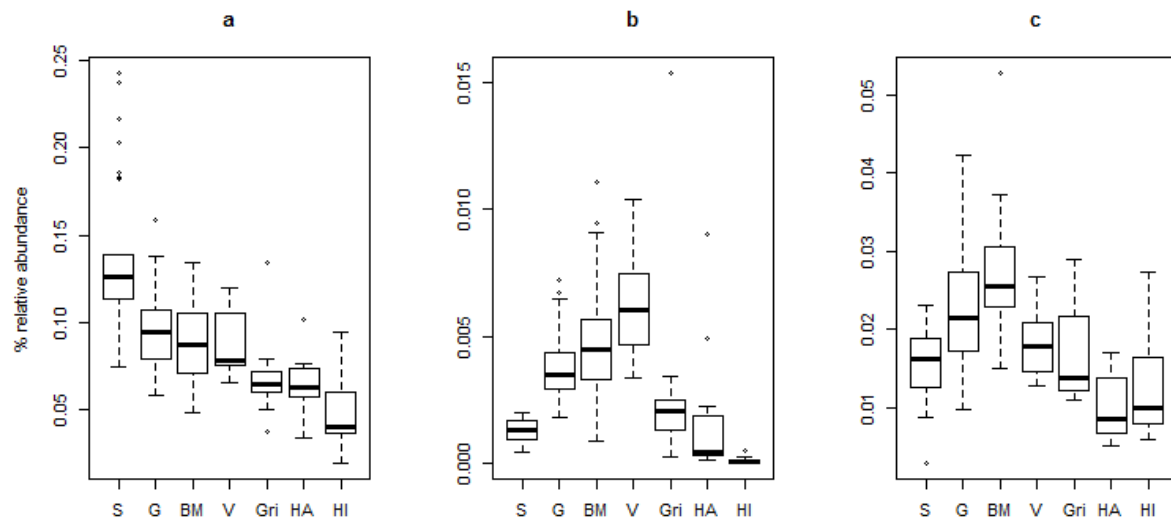 a
b
c
% relative abundance
0.05 0.10 0.15 0.20 0.25
0.000 0.005 0.010 0.015
0.01 0.02 0.03 0.04 0.05
S G BM V Gri HA HI
S G BM V Gri HA HI
S G BM V Gri HA HI